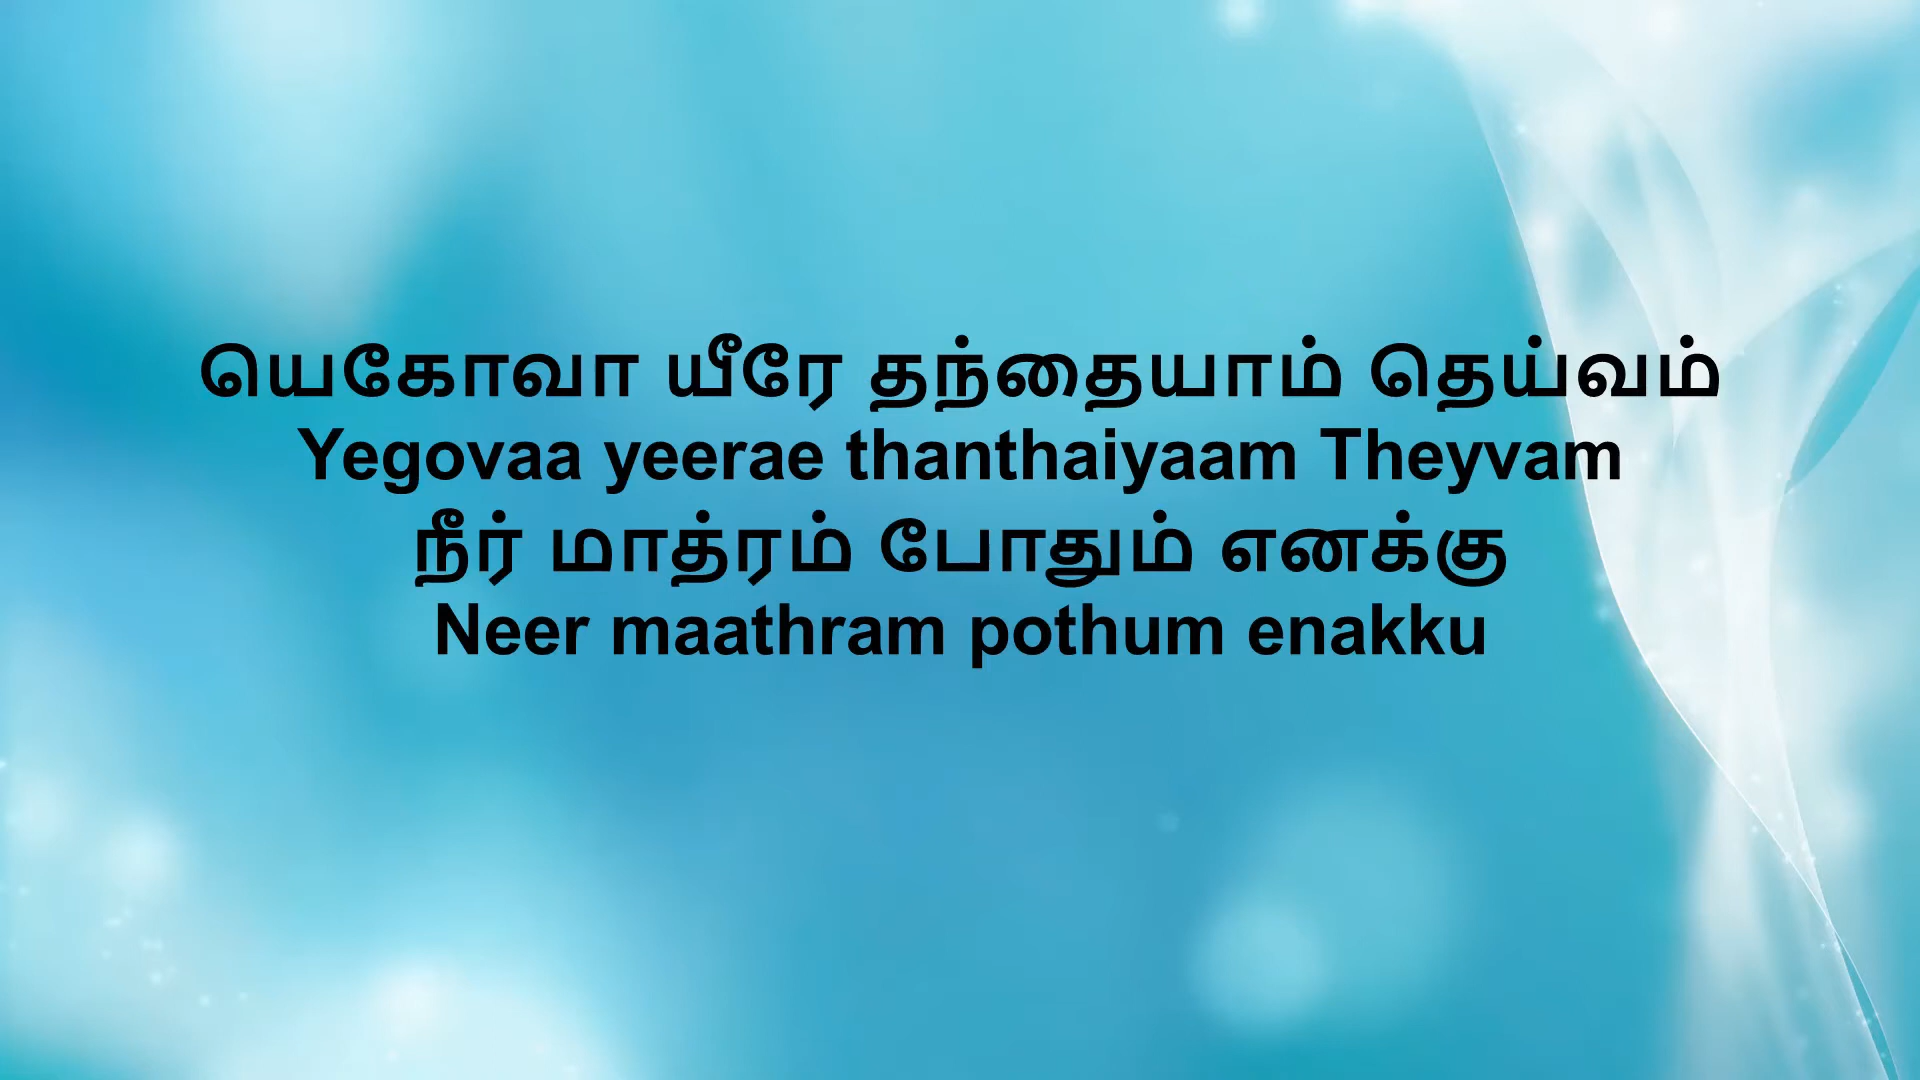 யெகோவா யீரே தந்தையாம் தெய்வம்
Yegovaa yeerae thanthaiyaam Theyvam
நீர் மாத்ரம் போதும் எனக்கு
Neer maathram pothum enakku